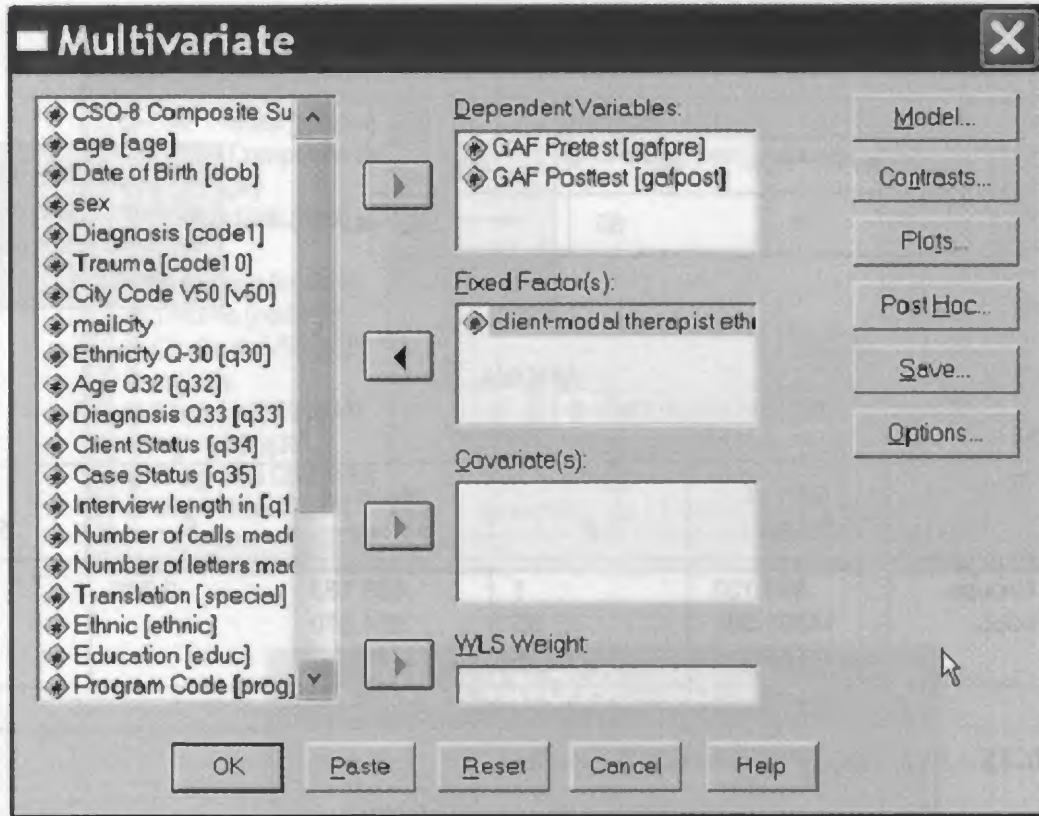 Multivariate
CSO-8 Composite Su
age [age]
Date of Birth [dob]
sex
Diagnosis [code1]
Trauma [code10]
City Code V50 [v50]
mailcity
Ethnicity Q-30 [q30]
Age Q32 [q32]
Diagnosis Q33 [q33]
Client Status [q34]
Case Status [q35]
Interview length in [q1
Number of calls made
Number of letters mad
Translation [special]
Ethnic [ethnic]
Education [educ]
Program Code [prog]
Dependent Variables:
GAF Pretest [gafpre]
GAF Posttest [gafpost]
Fixed Factor(s):
client-modal therapist ethr
Covariate(s):
WLS Weight
Model...
Contrasts...
Plots...
Post Hoc...
Save...
Options...
OK
Paste
Reset
Cancel
Help